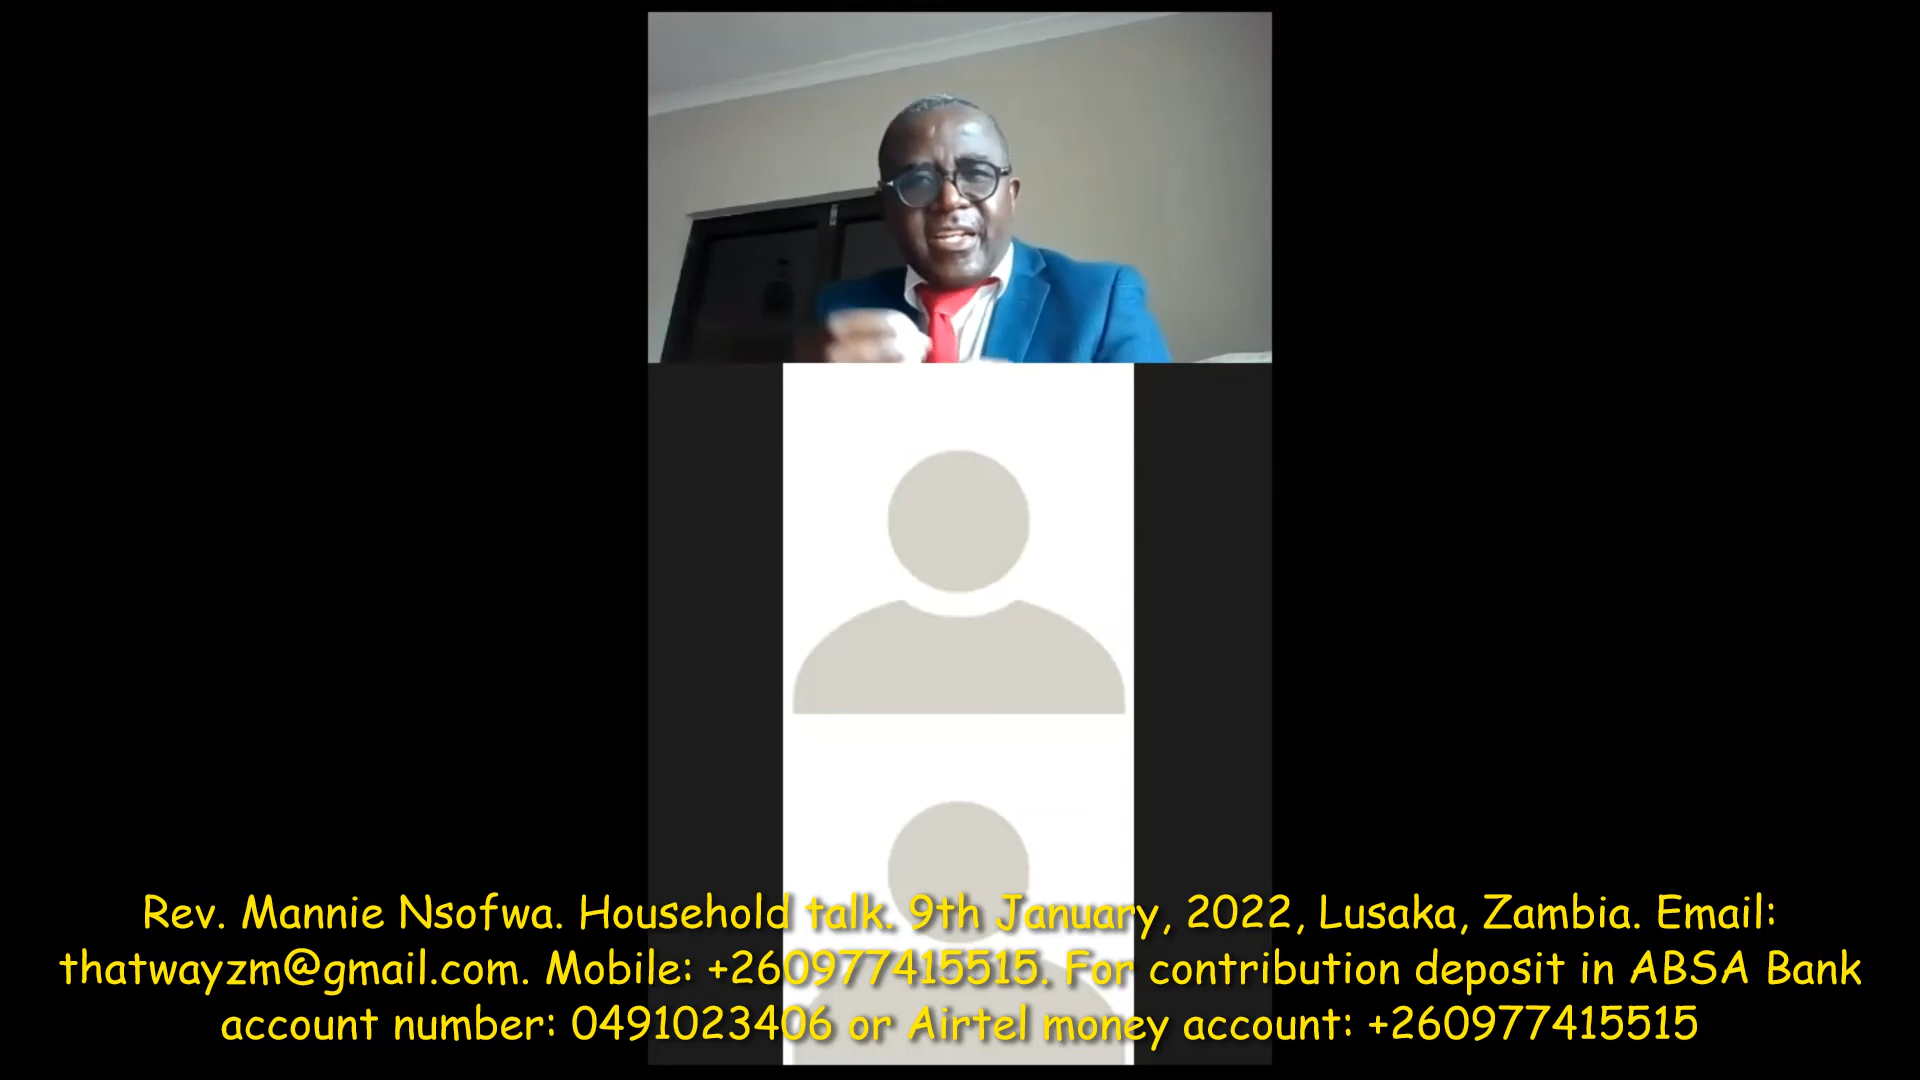 Rev. Mannie Nsofwa. Household talk. 9th January, 2022, Lusaka, Zambia. Email:
thatwayzm@gmail.com. Mobile: +260977415515. For contribution deposit in ABSA Bank
account number: 0491023406 or Airtel money account: +260977415515